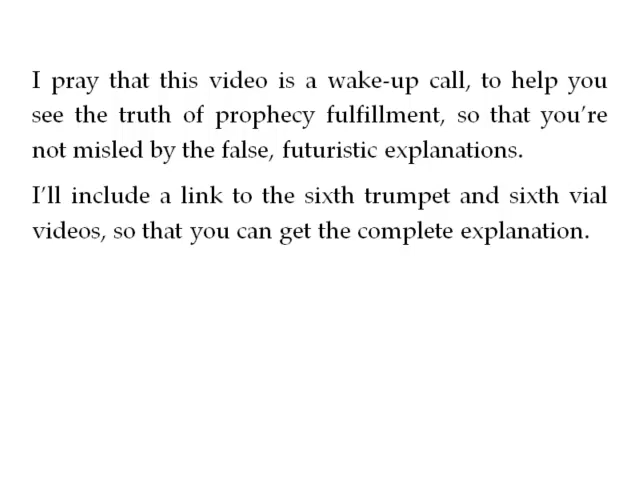 I pray that this video is a wake-up call, to help you
see the truth of prophecy fulfillment, so that you’re
not misled by the false, futuristic explanations.
I’ll include a link to the sixth trumpet and sixth vial
videos, so that you can get the complete explanation.